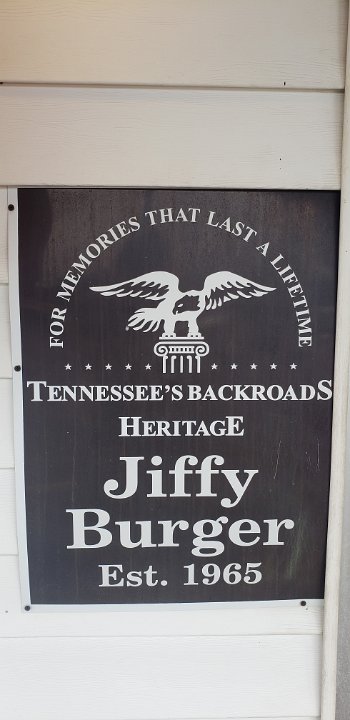 FOR MEMORIES THAT LAST A LIFETIME
TENNESSEE'S BACKROADS
HERITAGE
Jiffy
Burger
Est. 1965